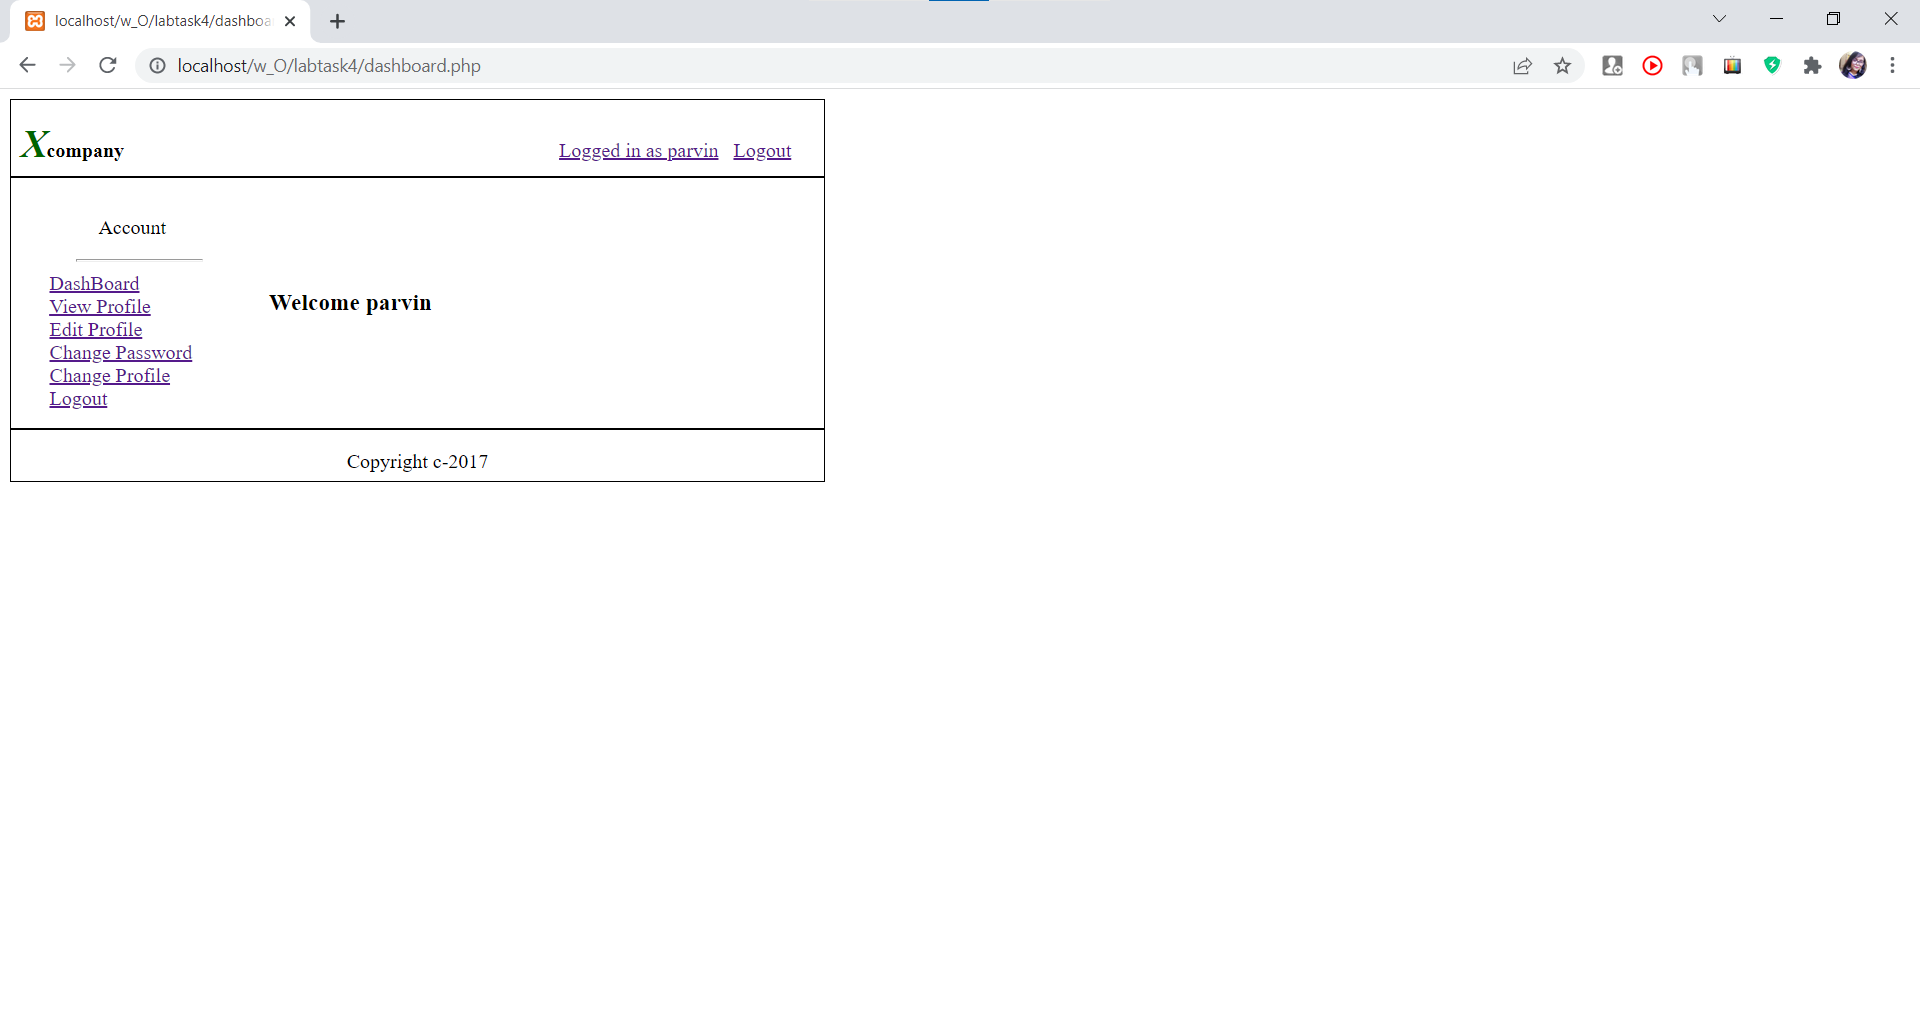 localhost/w_O/labtask4/dashboa
localhost/w_O/labtask4/dashboard.php
Xcompany
Logged in as parvin Logout
Account
DashBoard
View Profile
Edit Profile
Change Password
Change Profile
Logout
Welcome parvin
Copyright c-2017